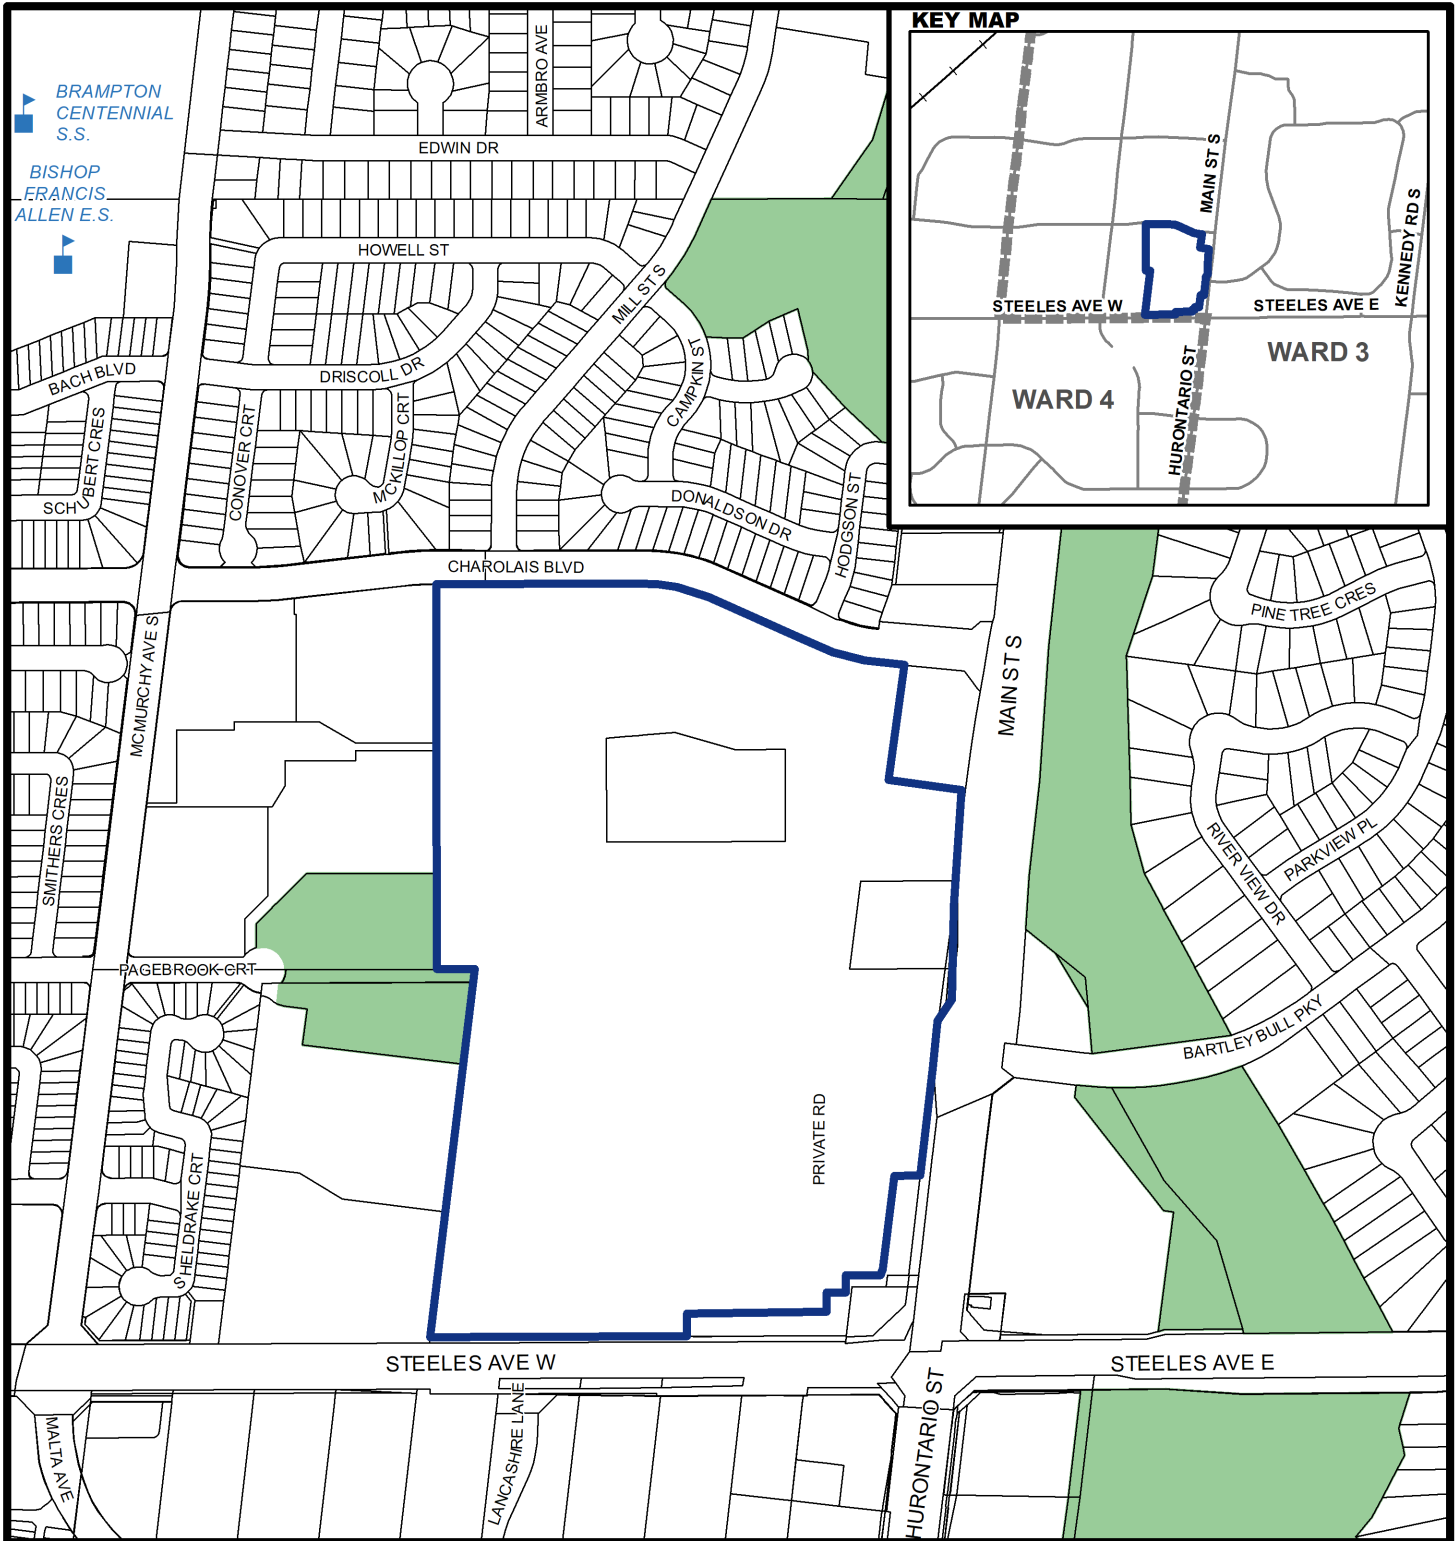 KEY MAP
MAIN ST S
KENNEDY RD S
STEELES AVE W
STEELES AVE E
HURONTARIO ST
WARD 3
WARD 4
BRAMPTON
CENTENNIAL
S.S.
BISHOP
FRANCIS
ALLEN E.S.
ARMBRO AVE
EDWIN DR
HOWELL ST
MILL ST S
BACH BLVD
DRISCOLL DR
CAMPKIN ST
SCHUBERT CRES
CONOVER CRT
MCKILLOP CRT
DONALDSON DR
HODGSON ST
CHAROLAIS BLVD
PINE TREE CRES
MCMURCHY AVE S
MAIN ST S
SMITHERS CRES
RIVER VIEW DR
PARKVIEW PL
PAGEBROOK CRT
BARTLEY BULL PKY
PRIVATE RD
SHELDRAKE CRT
STEELES AVE W
STEELES AVE E
MALTA AVE
LANCASHIRE LANE
HURONTARIO ST